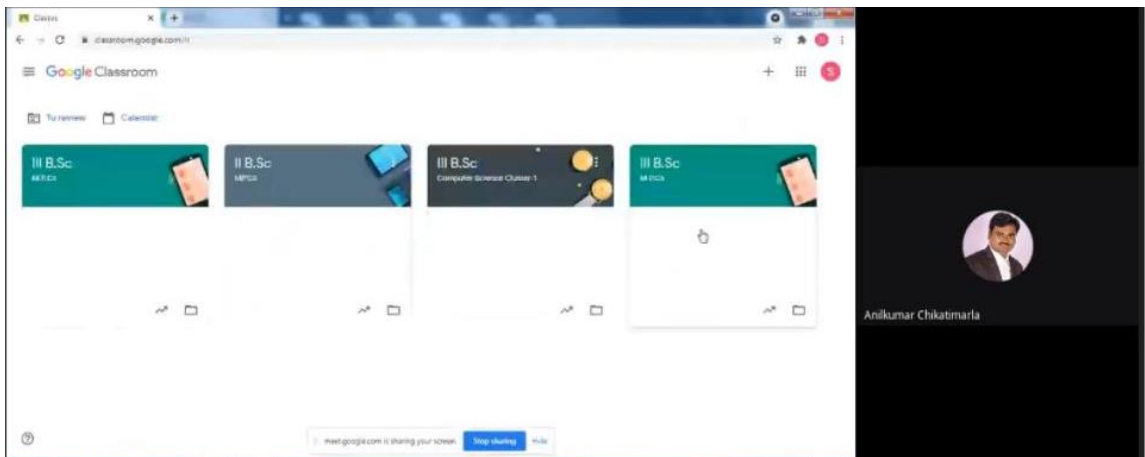 Classes
classroom.google.com/h
Google Classroom
S
To review
Calendar
III B.Sc
II B.Sc
MPCs
III B.Sc
Computer Science Cluster-1
III B.Sc
meet.google.com is sharing your screen.
Stop sharing
Hide
Anilkumar Chikatimarla